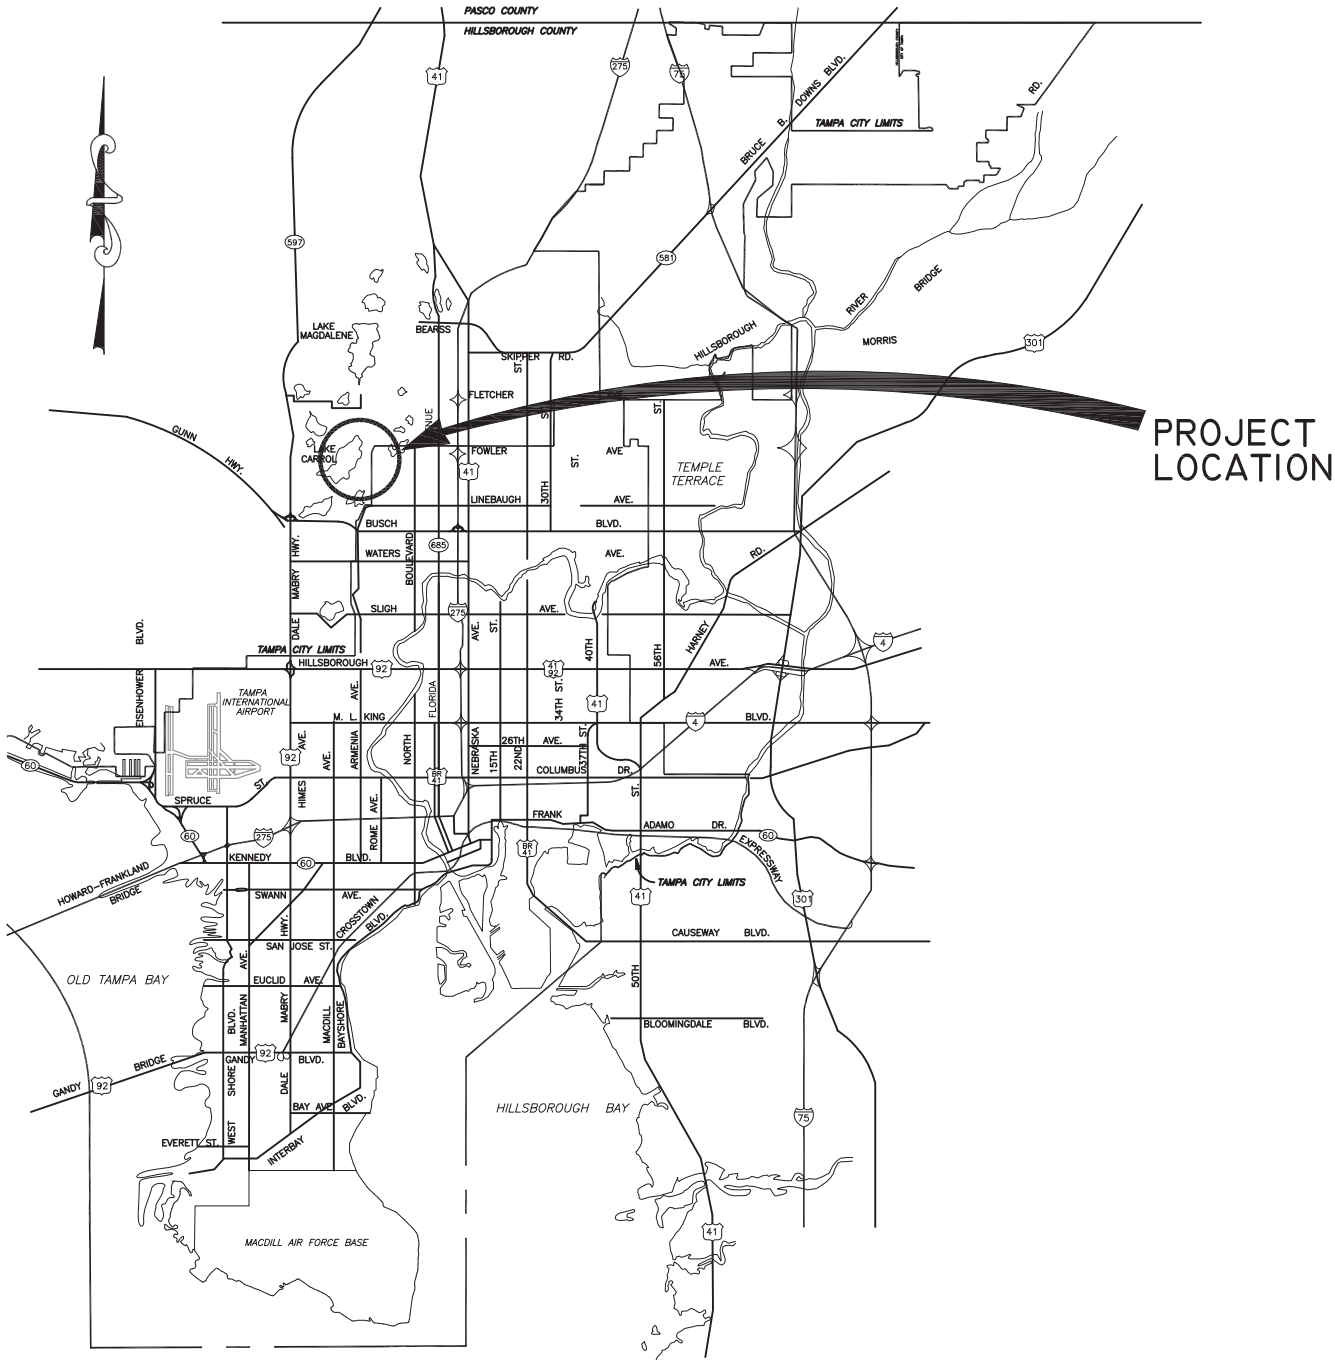 PASCO COUNTY
HILLSBOROUGH COUNTY
41
275
75
BRUCE B. DOWNS BLVD.
TAMPA CITY LIMITS
RD.
597
581
HILLSBOROUGH
RIVER
BRIDGE
MORRIS
301
LAKE
MAGDALENE
BEARSS
SKIPPER RD.
ST.
FLETCHER
AVE
ST.
ST.
PROJECT
LOCATION
GUNN
HWY.
LAKE
CARROL
FOWLER
AVE
41
ST.
TEMPLE
TERRACE
30TH
LINEBAUGH
AVE.
BUSCH
BLVD.
685
WATERS
AVE.
BOULEVARD
HWY.
MABRY
DALE
RD.
HARNEY
SLIGH
AVE.
275
AVE.
ST.
40TH
56TH
4
BLVD.
EISENHOWER
TAMPA CITY LIMITS
HILLSBOROUGH
92
41
92
AVE.
TAMPA
INTERNATIONAL
AIRPORT
AVE.
FLORIDA
34TH ST.
41
M. L. KING
4
BLVD.
60
92
AVE.
HIMES
AVE.
ARMENIA
NORTH
NEBRASKA
15TH
22ND
26TH AVE.
37TH ST.
COLUMBUS DR.
BR
41
SPRUCE
ST.
ROME AVE.
ST.
FRANK
ADAMO DR.
60
EXPRESSWAY
60
275
KENNEDY
60
BLVD.
BR
41
HOWARD-FRANKLAND
BRIDGE
TAMPA CITY LIMITS
SWANN
AVE.
41
301
HWY.
CROSSTOWN
BLVD.
SAN JOSE ST.
CAUSEWAY BLVD.
OLD TAMPA BAY
AVE.
EUCLID AVE.
50TH
BLVD.
MANHATTAN
MABRY
MACDILL
BAYSHORE
BLOOMINGDALE BLVD.
GANDY
92
BRIDGE
GANDY
92
BLVD.
SHORE
DALE
WEST
BAY AVE
BLVD.
HILLSBOROUGH BAY
75
EVERETT ST.
INTERBAY
MACDILL AIR FORCE BASE
41